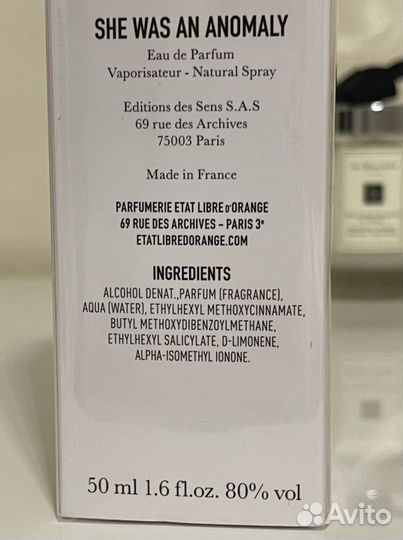 SHE WAS AN ANOMALY
Eau de Parfum
Vaporisateur - Natural Spray
Editions des Sens S.A.S
69 rue des Archives
75003 Paris
Made in France
PARFUMERIE ETAT LIBRE d'ORANGE
69 RUE DES ARCHIVES – PARIS 3e
ETATLIBREDORANGE.COM
INGREDIENTS
ALCOHOL DENAT.,PARFUM (FRAGRANCE),
AQUA (WATER), ETHYLHEXYL METHOXYCINNAMATE,
BUTYL METHOXYDIBENZOYLMETHANE,
ETHYLHEXYL SALICYLATE, D-LIMONENE,
ALPHA-ISOMETHYL IONONE.
50 ml 1.6 fl.oz. 80% vol
Avito